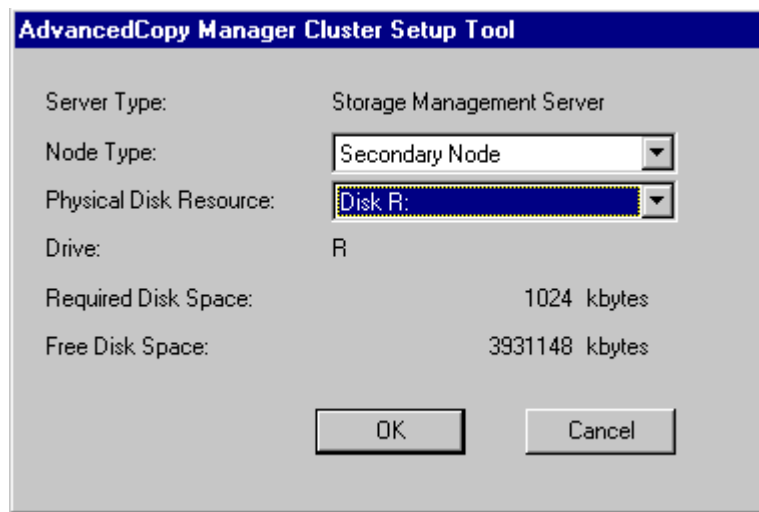 AdvancedCopy Manager Cluster Setup Tool
Server Type: Storage Management Server
Node Type: Secondary Node
Physical Disk Resource: Disk R:
Drive: R
Required Disk Space: 1024 kbytes
Free Disk Space: 3931148 kbytes
OK Cancel